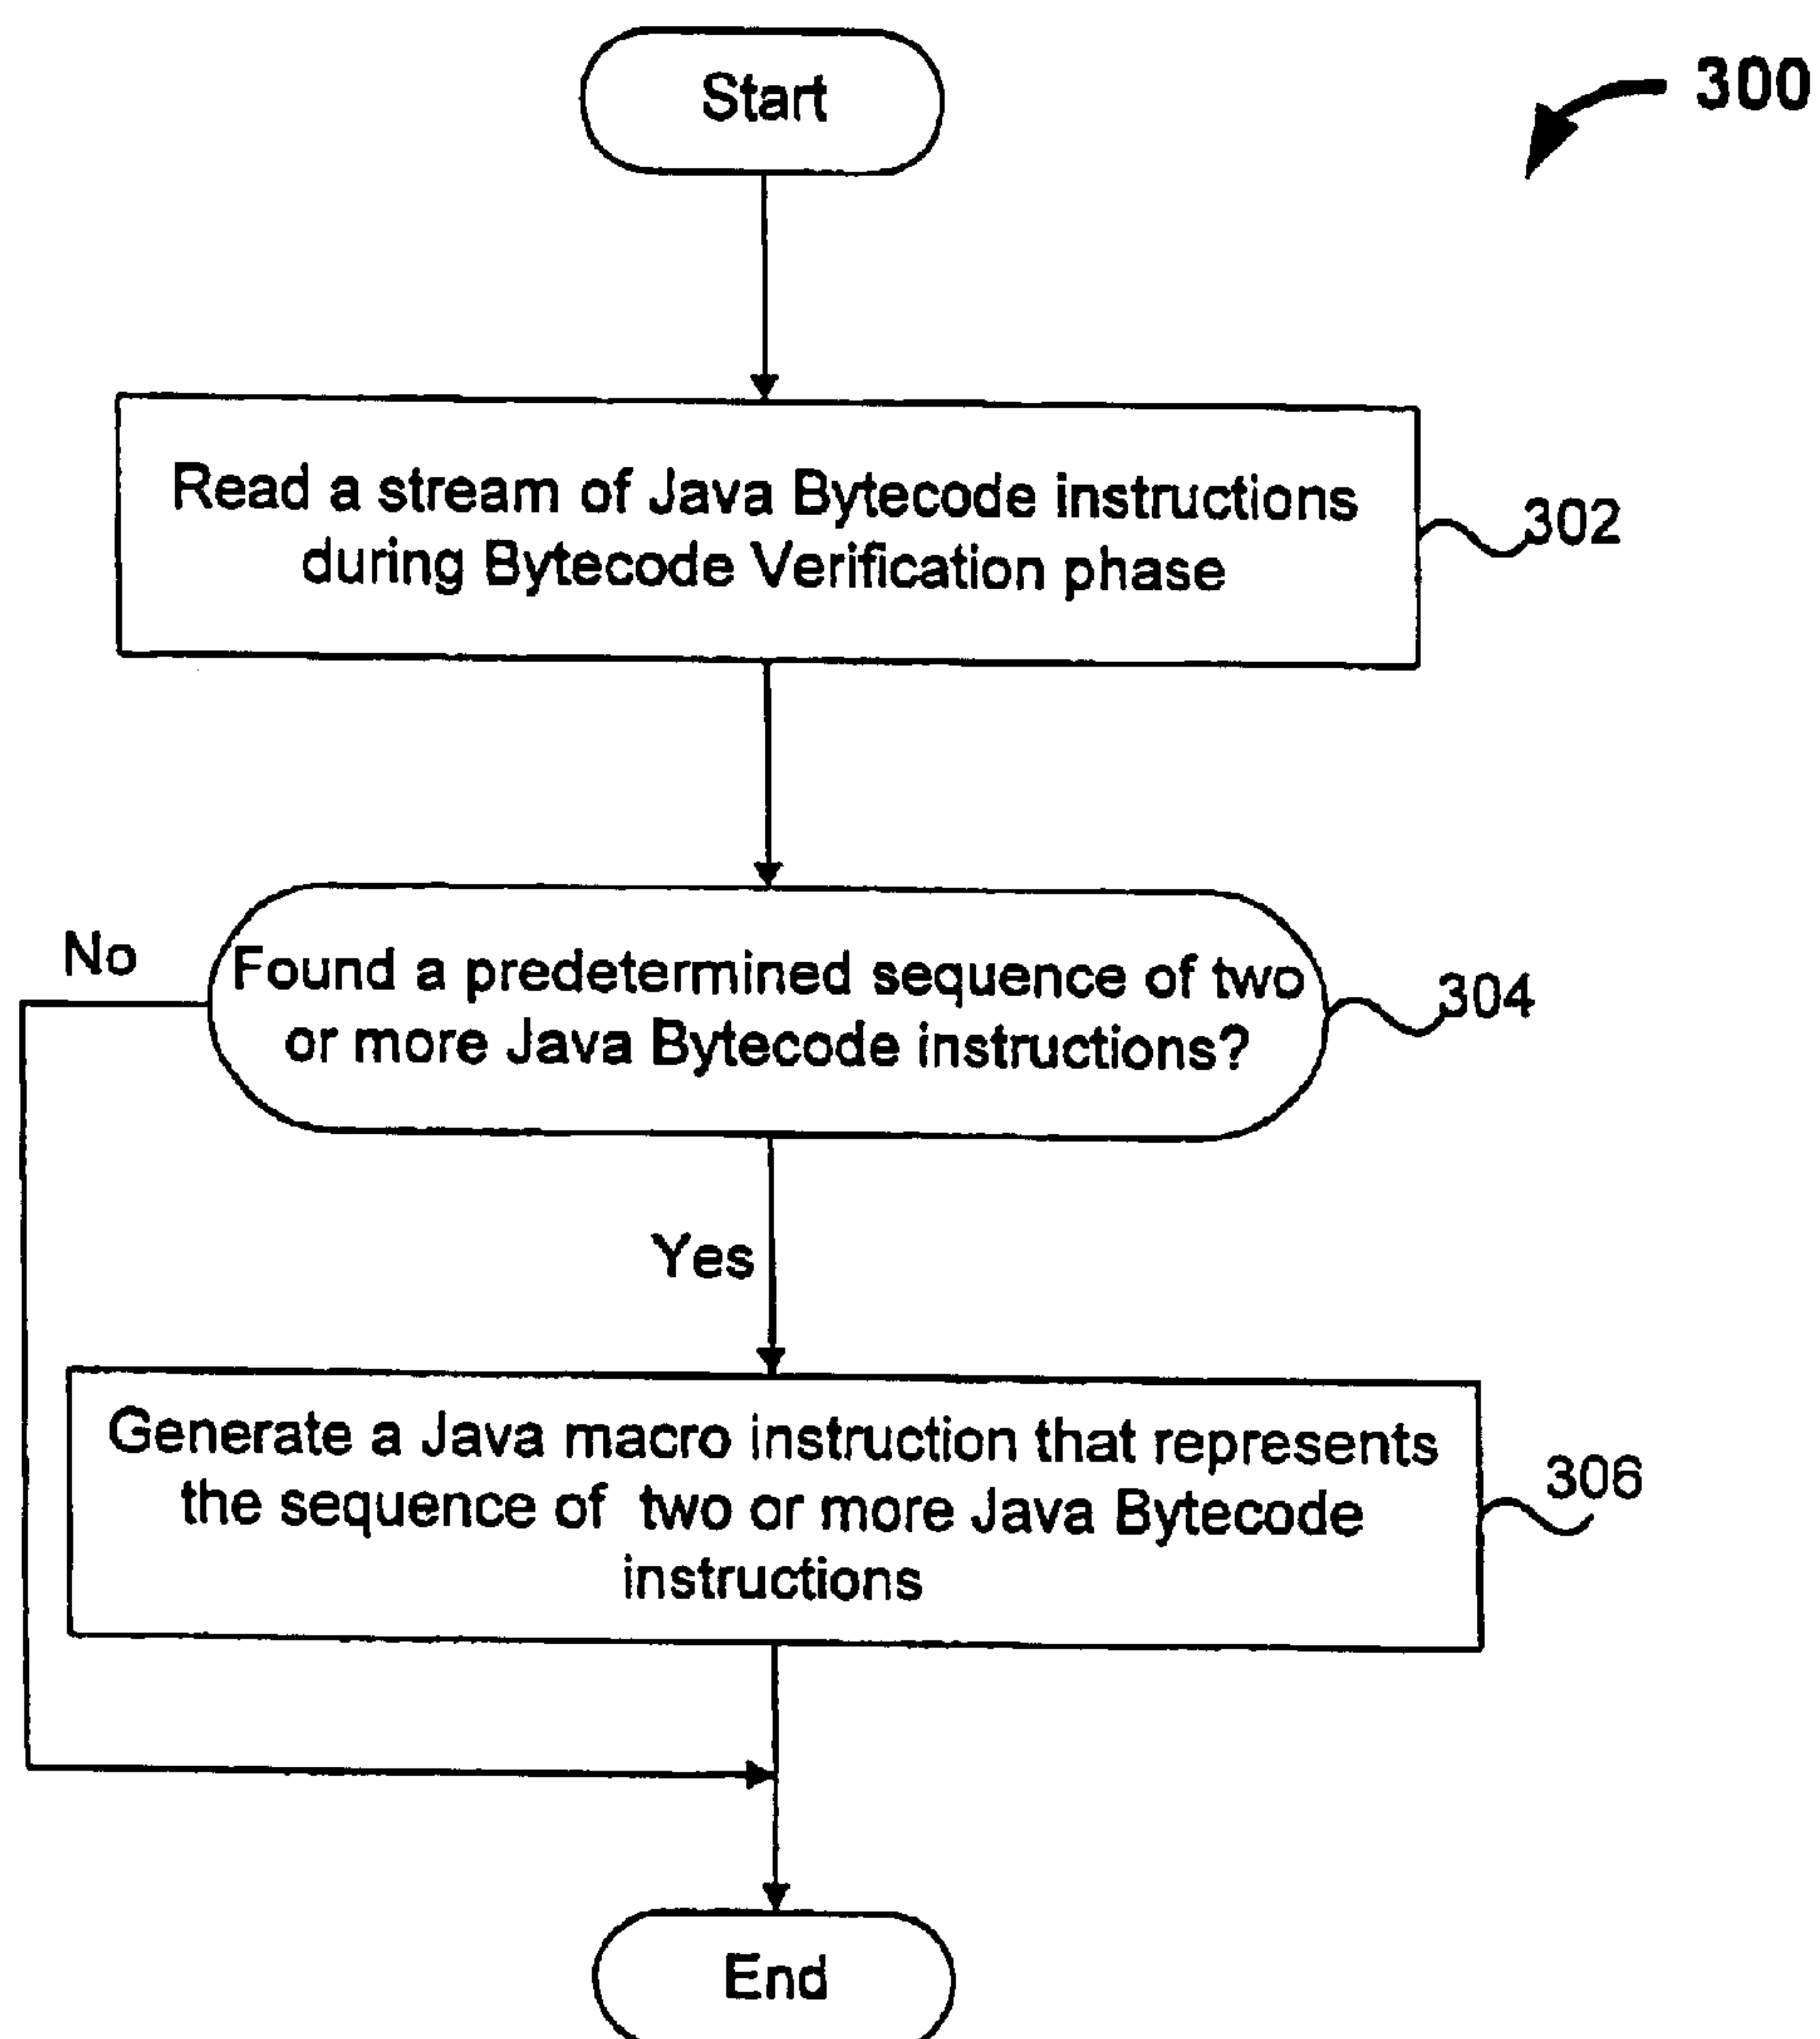 Start
300
Read a stream of Java Bytecode instructions
during Bytecode Verification phase
302
No
Found a predetermined sequence of two
or more Java Bytecode instructions?
304
Yes
Generate a Java macro instruction that represents
the sequence of two or more Java Bytecode
instructions
306
End